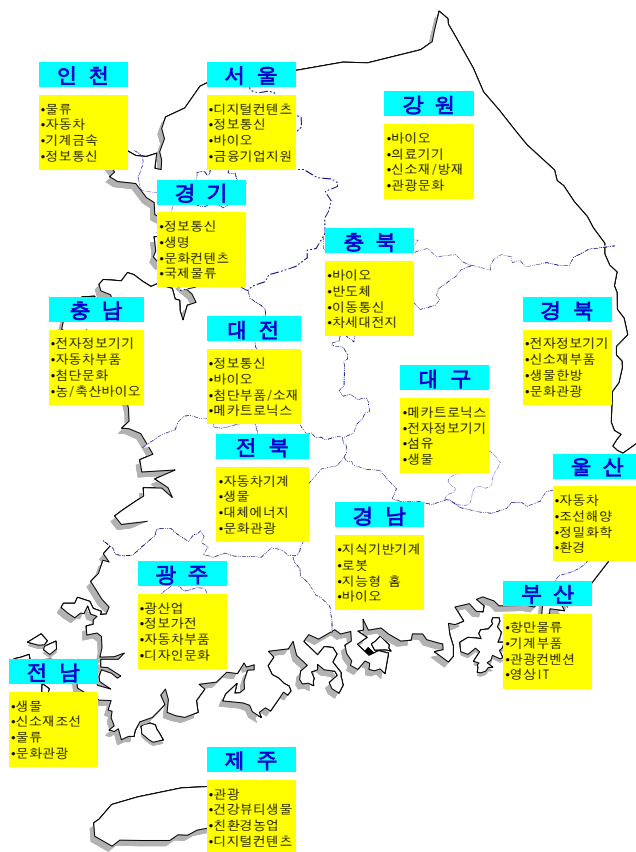 인 천
•물류
•자동차
•기계금속
•정보통신
서 울
•디지털컨텐츠
•정보통신
•바이오
•금융기업지원
강 원
•바이오
•의료기기
•신소재/방재
•관광문화
경 기
•정보통신
•생명
•문화컨텐츠
•국제물류
충 북
•바이오
•반도체
•이동통신
•차세대전지
충 남
•전자정보기기
•자동차부품
•첨단문화
•농/축산바이오
대 전
•정보통신
•바이오
•첨단부품/소재
•메카트로닉스
경 북
•전자정보기기
•신소재부품
•생물한방
•문화관광
대 구
•메카트로닉스
•전자정보기기
•섬유
•생물
전 북
•자동차기계
•생물
•대체에너지
•문화관광
울 산
•자동차
•조선해양
•정밀화학
•환경
경 남
•지식기반기계
•로봇
•지능형 홈
•바이오
광 주
•광산업
•정보가전
•자동차부품
•디자인문화
부 산
•항만물류
•기계부품
•관광컨벤션
•영상IT
전 남
•생물
•신소재조선
•물류
•문화관광
제 주
•관광
•건강뷰티생물
•친환경농업
•디지털컨텐츠